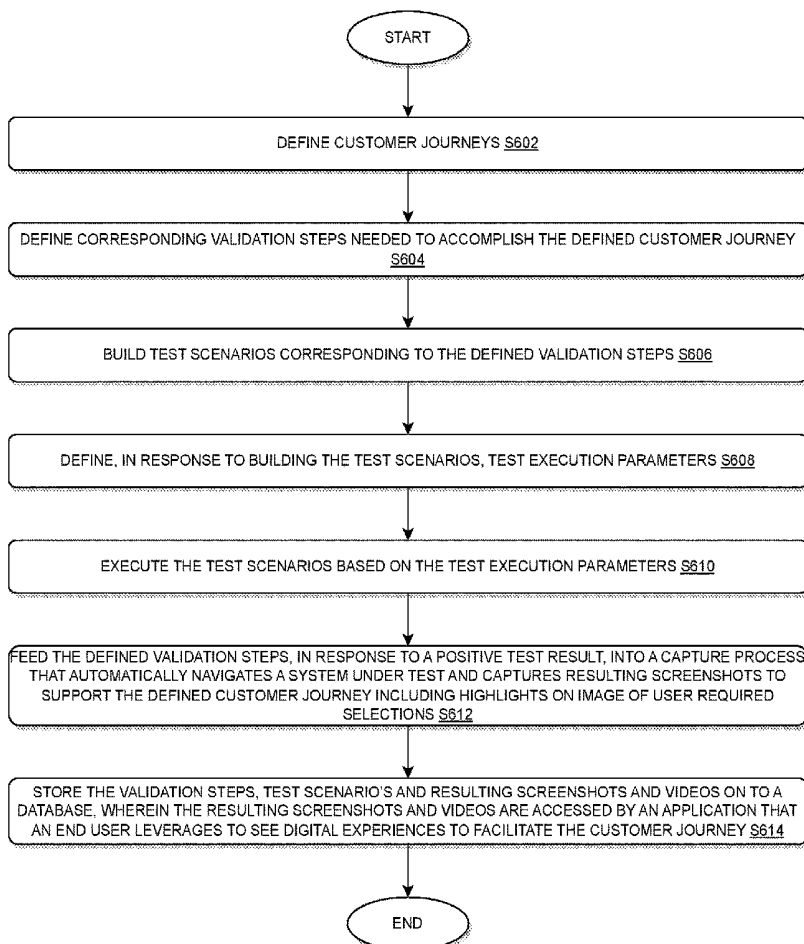 START
DEFINE CUSTOMER JOURNEYS S602
DEFINE CORRESPONDING VALIDATION STEPS NEEDED TO ACCOMPLISH THE DEFINED CUSTOMER JOURNEY
S604
BUILD TEST SCENARIOS CORRESPONDING TO THE DEFINED VALIDATION STEPS S606
DEFINE, IN RESPONSE TO BUILDING THE TEST SCENARIOS, TEST EXECUTION PARAMETERS S608
EXECUTE THE TEST SCENARIOS BASED ON THE TEST EXECUTION PARAMETERS S610
FEED THE DEFINED VALIDATION STEPS, IN RESPONSE TO A POSITIVE TEST RESULT, INTO A CAPTURE PROCESS
THAT AUTOMATICALLY NAVIGATES A SYSTEM UNDER TEST AND CAPTURES RESULTING SCREENSHOTS TO
SUPPORT THE DEFINED CUSTOMER JOURNEY INCLUDING HIGHLIGHTS ON IMAGE OF USER REQUIRED
SELECTIONS S612
STORE THE VALIDATION STEPS, TEST SCENARIO'S AND RESULTING SCREENSHOTS AND VIDEOS ON TO A
DATABASE, WHEREIN THE RESULTING SCREENSHOTS AND VIDEOS ARE ACCESSED BY AN APPLICATION THAT
AN END USER LEVERAGES TO SEE DIGITAL EXPERIENCES TO FACILITATE THE CUSTOMER JOURNEY S614
END